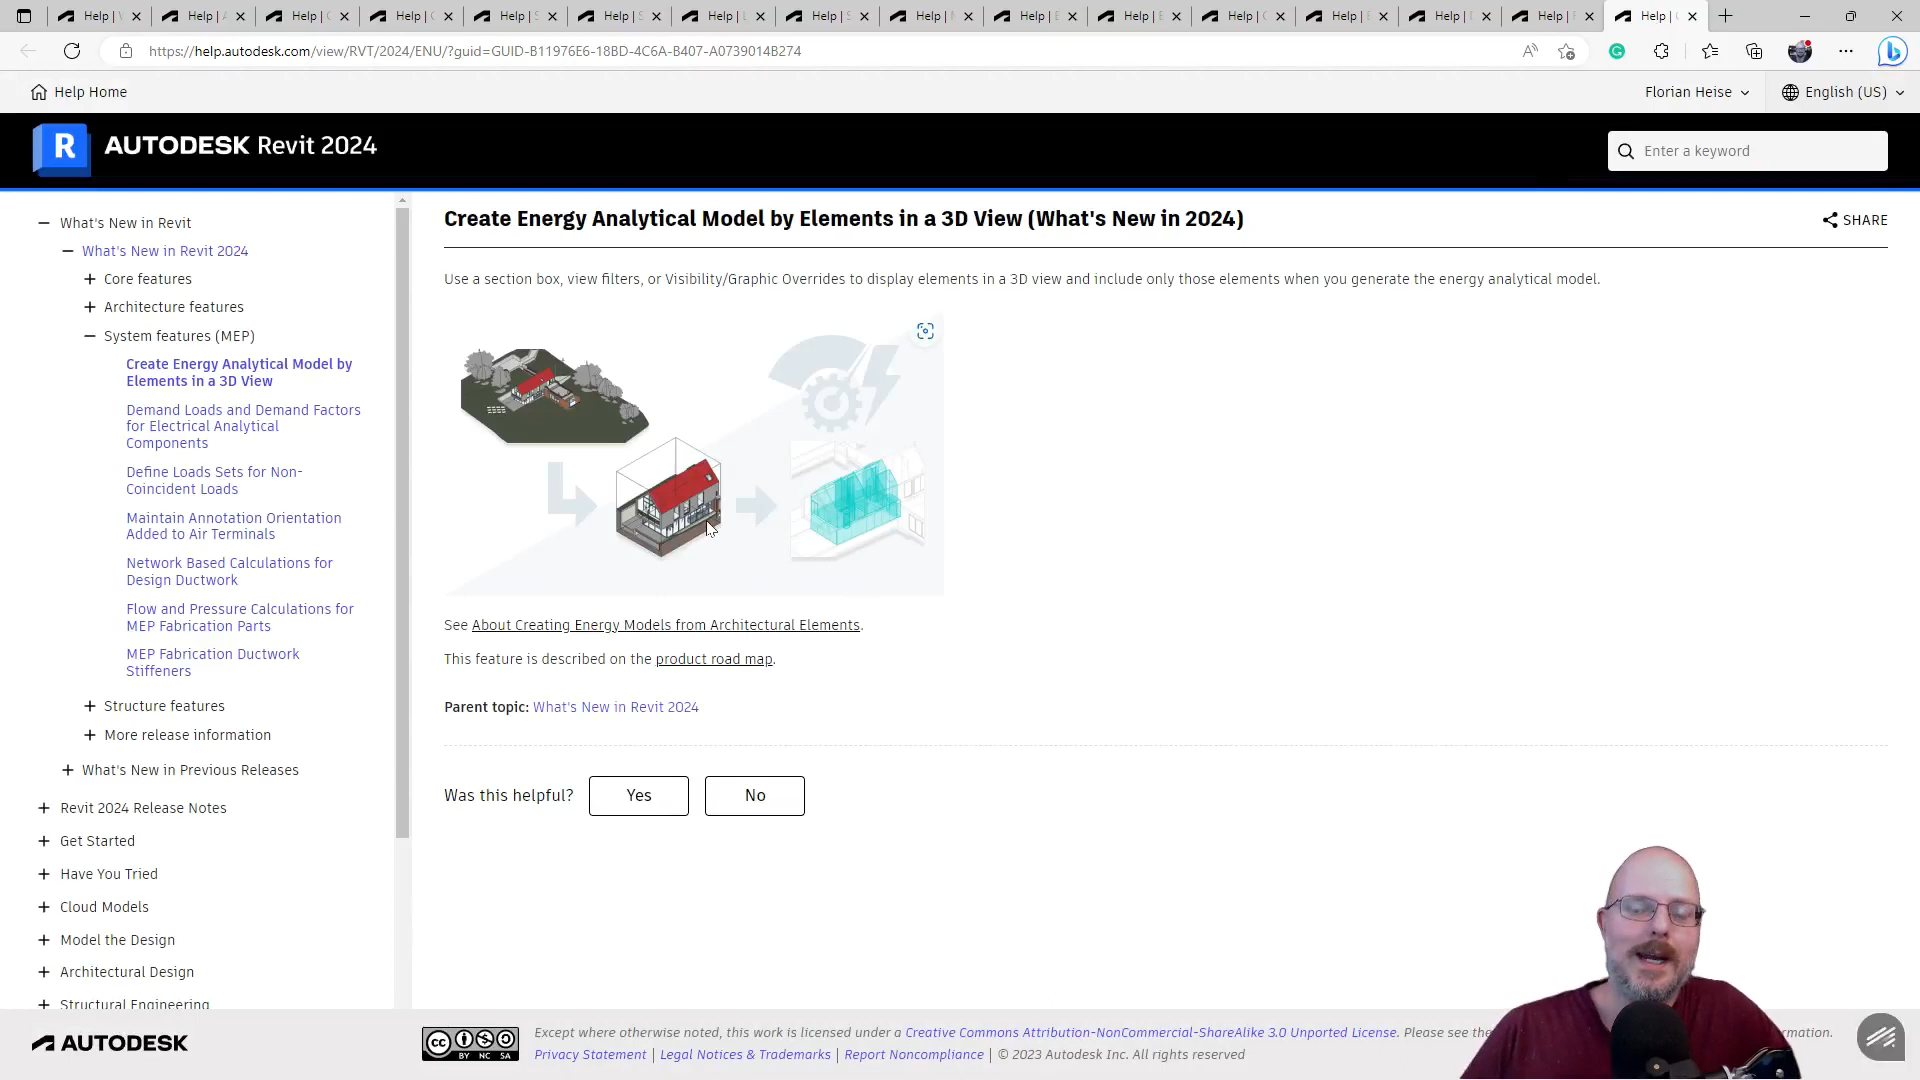 Help | V
Help | A
Help | C
Help | C
Help | S
Help | S
Help | L
Help | S
Help | M
Help | E
Help | E
Help | C
Help | E
Help | D
Help | F
Help | C
https://help.autodesk.com/view/RVT/2024/ENU/?guid=GUID-B11976E6-18BD-4C6A-B407-A0739014B274
Help Home
Florian Heise
English (US)
R AUTODESK Revit 2024
Enter a keyword
What's New in Revit
What's New in Revit 2024
Core features
Architecture features
System features (MEP)
Create Energy Analytical Model by
Elements in a 3D View
Demand Loads and Demand Factors
for Electrical Analytical
Components
Define Loads Sets for Non-
Coincident Loads
Maintain Annotation Orientation
Added to Air Terminals
Network Based Calculations for
Design Ductwork
Flow and Pressure Calculations for
MEP Fabrication Parts
MEP Fabrication Ductwork
Stiffeners
Structure features
More release information
What's New in Previous Releases
Revit 2024 Release Notes
Get Started
Have You Tried
Cloud Models
Model the Design
Architectural Design
Structural Engineering
Create Energy Analytical Model by Elements in a 3D View (What's New in 2024)
SHARE
Use a section box, view filters, or Visibility/Graphic Overrides to display elements in a 3D view and include only those elements when you generate the energy analytical model.
See About Creating Energy Models from Architectural Elements.
This feature is described on the product road map.
Parent topic: What's New in Revit 2024
Was this helpful?
Yes
No
AUTODESK
CC BY NC SA
Except where otherwise noted, this work is licensed under a Creative Commons Attribution-NonCommercial-ShareAlike 3.0 Unported License. Please see the
Privacy Statement | Legal Notices & Trademarks | Report Noncompliance | © 2023 Autodesk Inc. All rights reserved